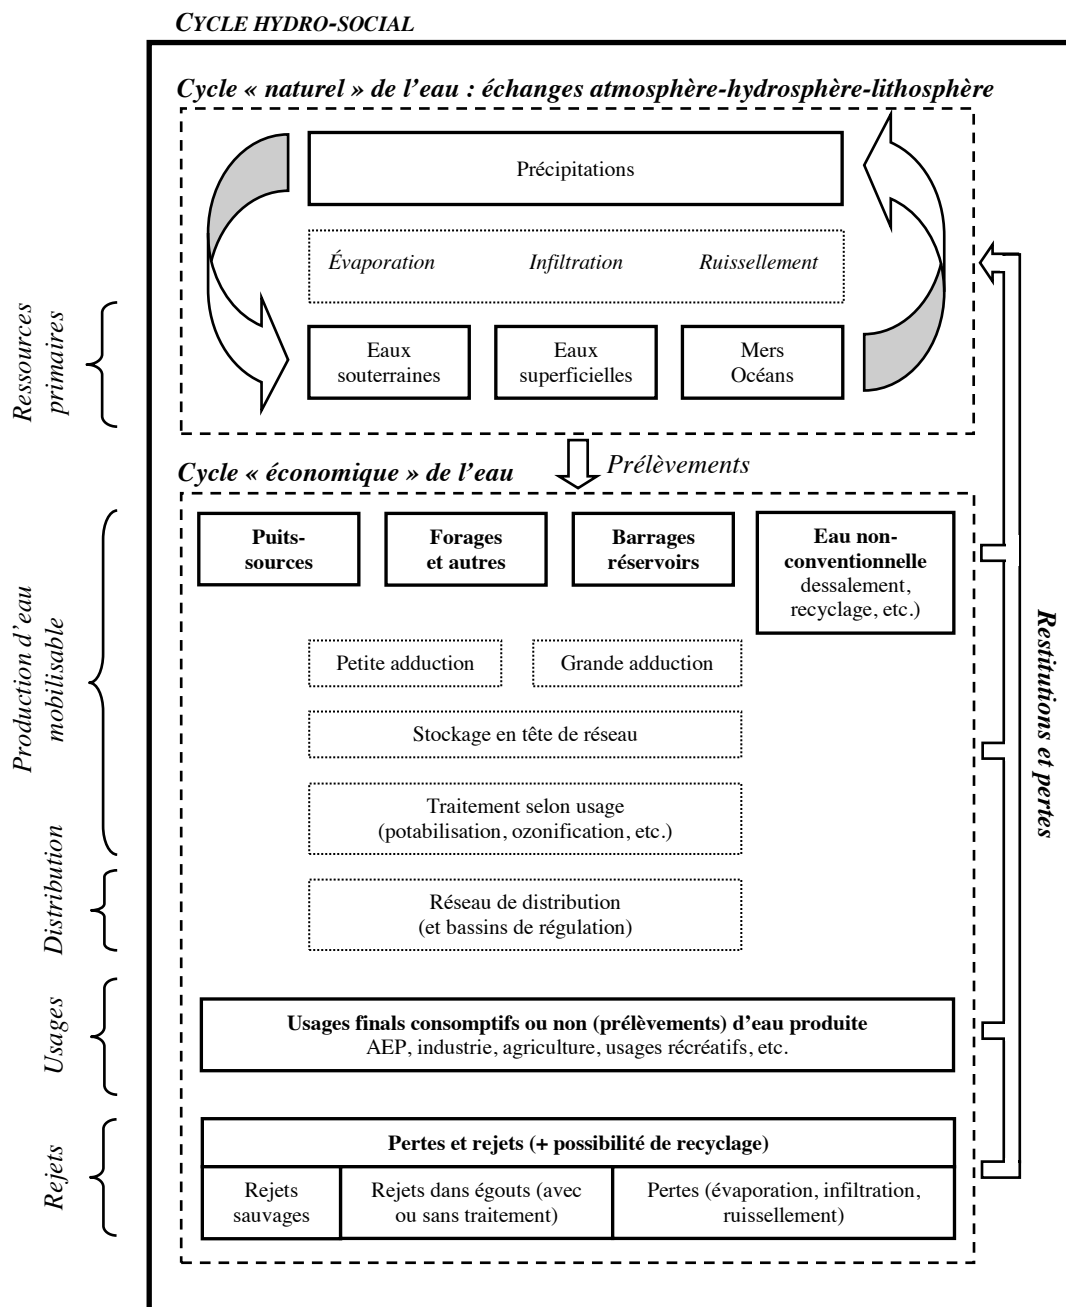 CYCLE HYDRO-SOCIAL
Cycle « naturel » de l’eau : échanges atmosphère-hydrosphère-lithosphère
Précipitations
Évaporation
Infiltration
Ruissellement
Ressources
primaires
Eaux
souterraines
Eaux
superficielles
Mers
Océans
Prélèvements
Cycle « économique » de l’eau
Production d’eau
mobilisable
Puits-
sources
Forages
et autres
Barrages
réservoirs
Eau non-
conventionnelle
dessalement,
recyclage, etc.)
Petite adduction
Grande adduction
Stockage en tête de réseau
Traitement selon usage
(potabilisation, ozonification, etc.)
Distribution
Réseau de distribution
(et bassins de régulation)
Usages
Usages finals consomptifs ou non (prélèvements) d’eau produite
AEP, industrie, agriculture, usages récréatifs, etc.
Rejets
Pertes et rejets (+ possibilité de recyclage)
Rejets
sauvages
Rejets dans égouts (avec
ou sans traitement)
Pertes (évaporation, infiltration,
ruissellement)
Restitutions et pertes